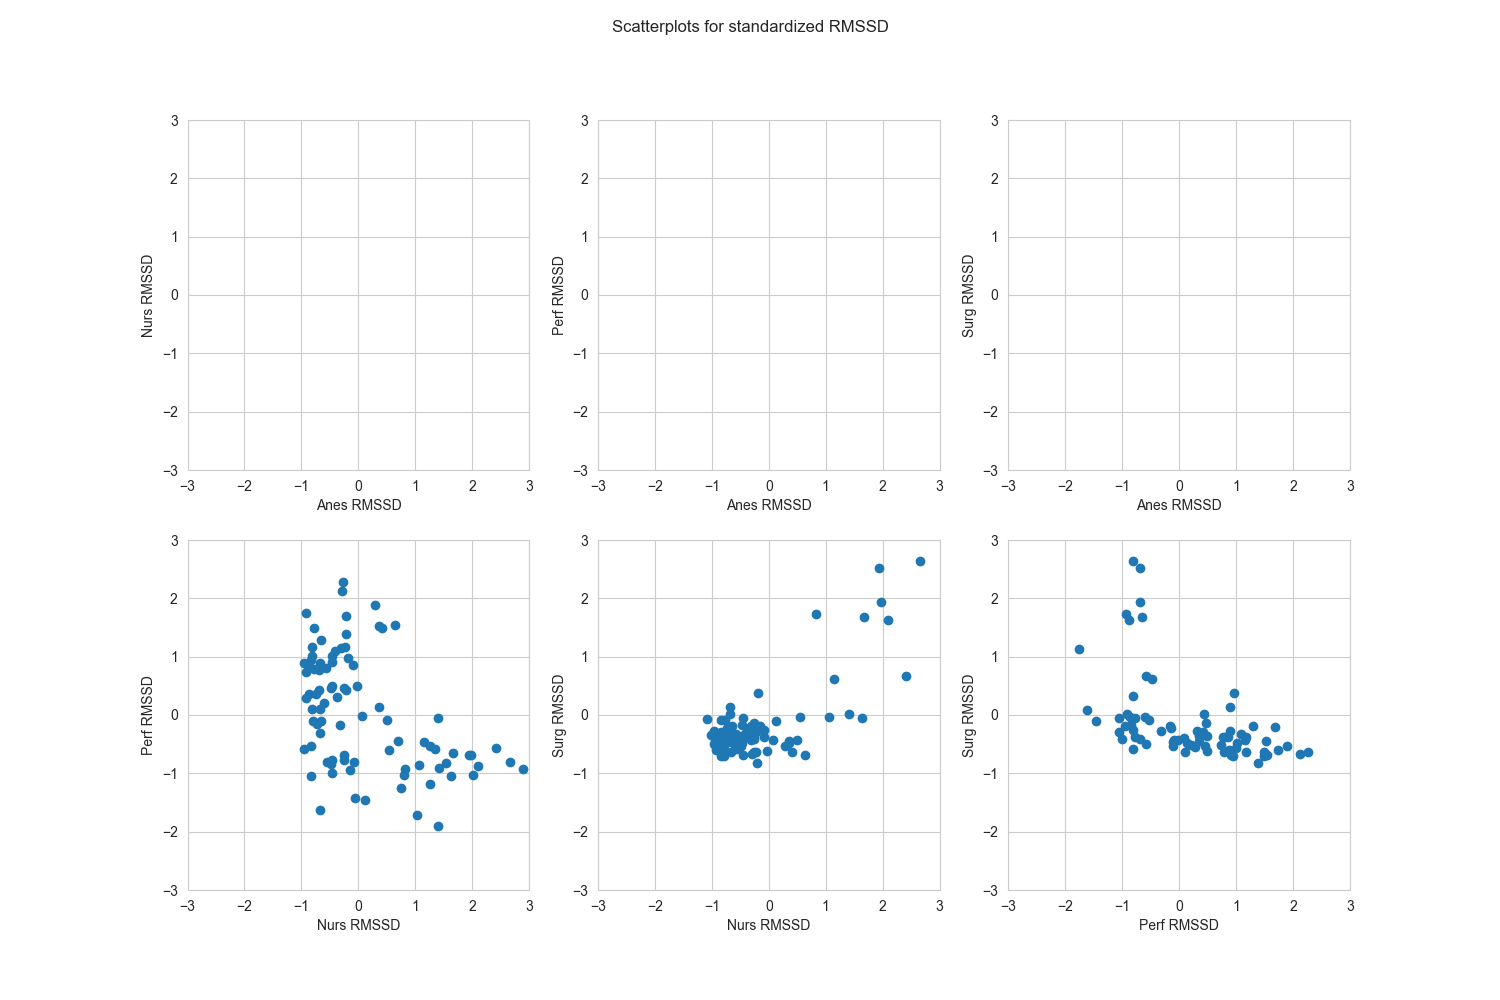 Scatterplots for standardized RMSSD
3 3 3
2 2 2
1 1 1
0 0 0
−1 −1 −1
−2 −2 −2
−3 −3 −3
Nurs RMSSD Perf RMSSD Surg RMSSD
−3 −2 −1 0 1 2 3 −3 −2 −1 0 1 2 3 −3 −2 −1 0 1 2 3
Anes RMSSD Anes RMSSD Anes RMSSD
3 3 3
2 2 2
1 1 1
0 0 0
−1 −1 −1
−2 −2 −2
−3 −3 −3
Perf RMSSD Surg RMSSD Surg RMSSD
−3 −2 −1 0 1 2 3 −3 −2 −1 0 1 2 3 −3 −2 −1 0 1 2 3
Nurs RMSSD Nurs RMSSD Perf RMSSD